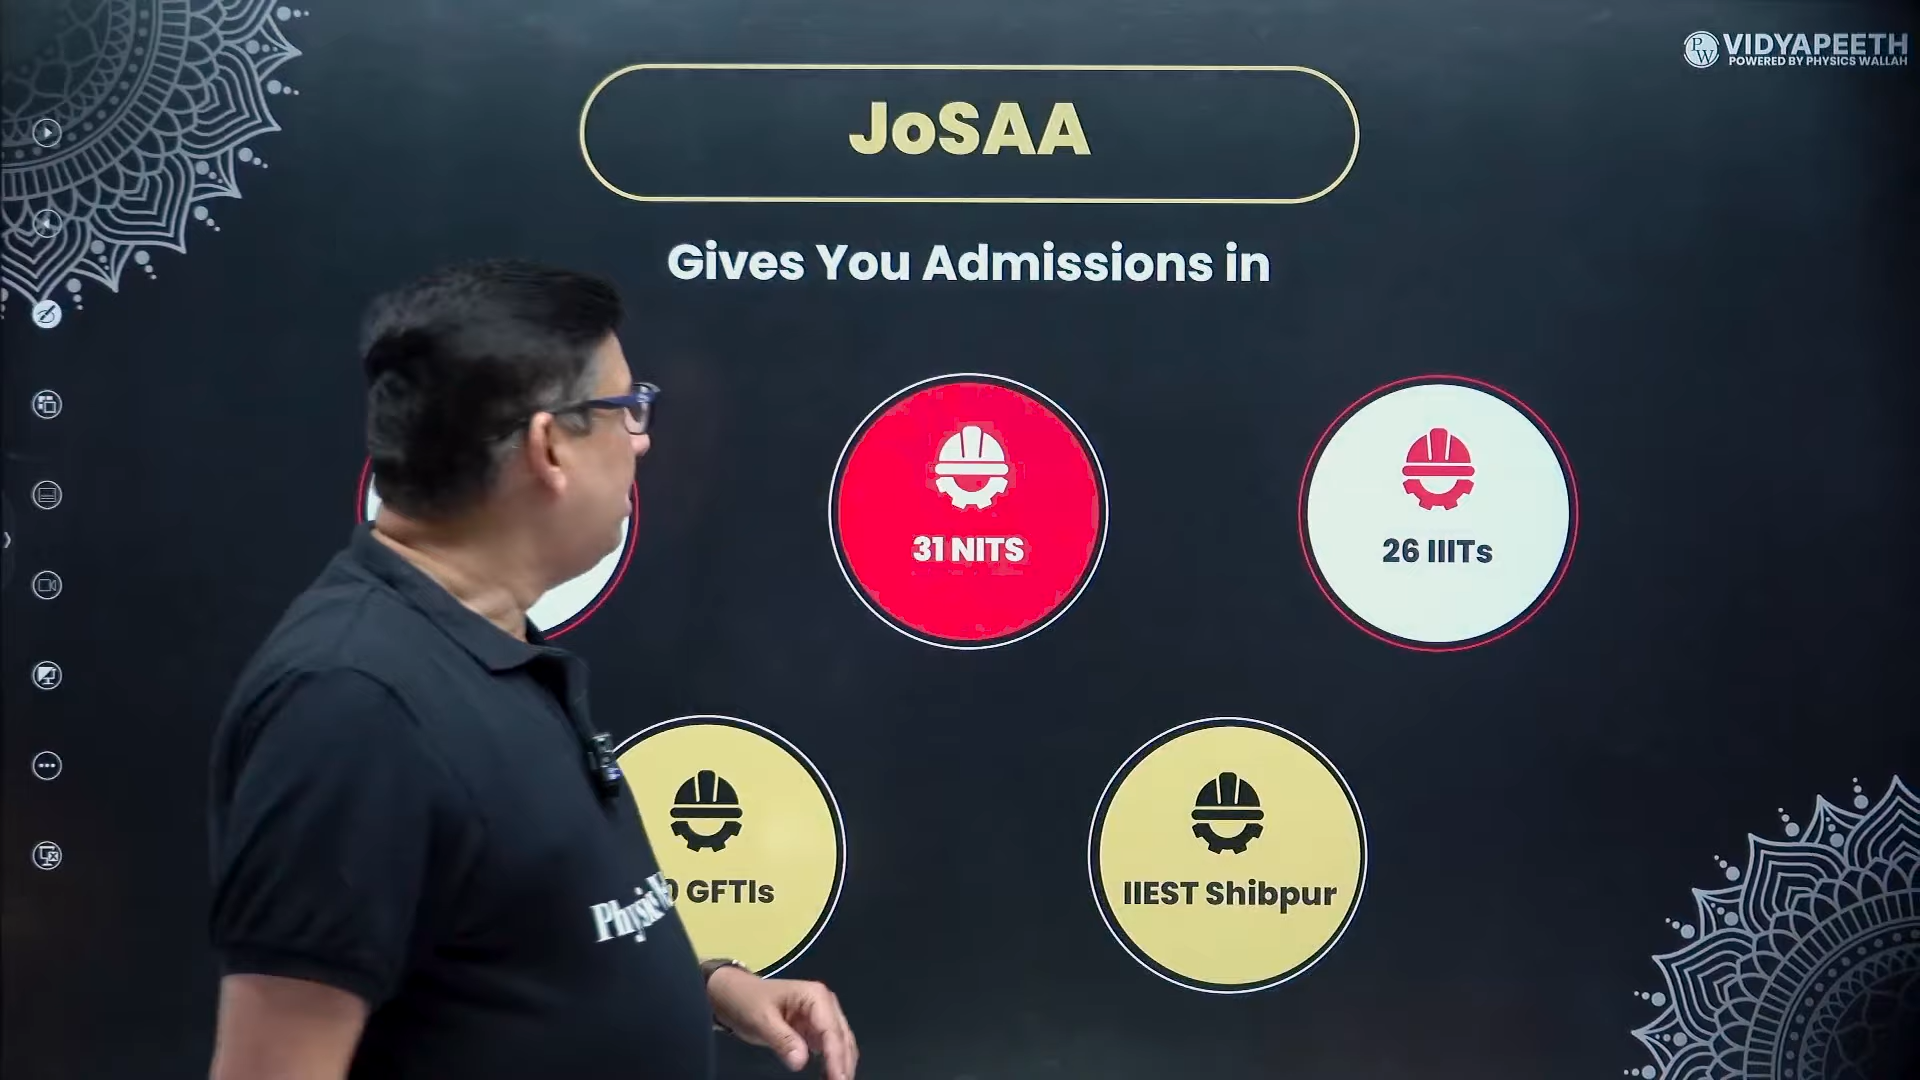 VIDYAPEETH
POWERED BY PHYSICS WALLAH
JoSAA
Gives You Admissions in
31 NITS
26 IIITs
GFTIs
IIEST Shibpur